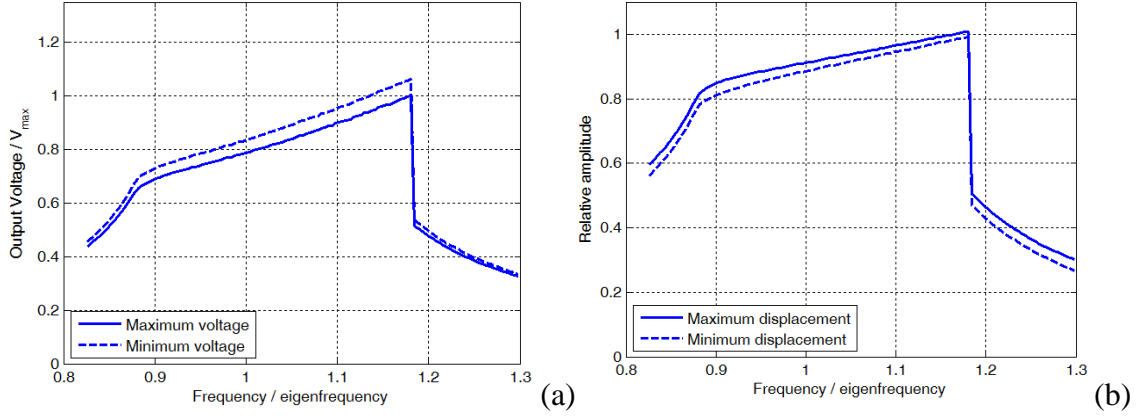 1.2
1
0.8
0.6
0.4
0.2
0
Output Voltage / Vmax
Maximum voltage
Minimum voltage
0.8 0.9 1 1.1 1.2 1.3
Frequency / eigenfrequency
(a)
1
0.8
0.6
0.4
0.2
0
Relative amplitude
Maximum displacement
Minimum displacement
0.8 0.9 1 1.1 1.2 1.3
Frequency / eigenfrequency
(b)